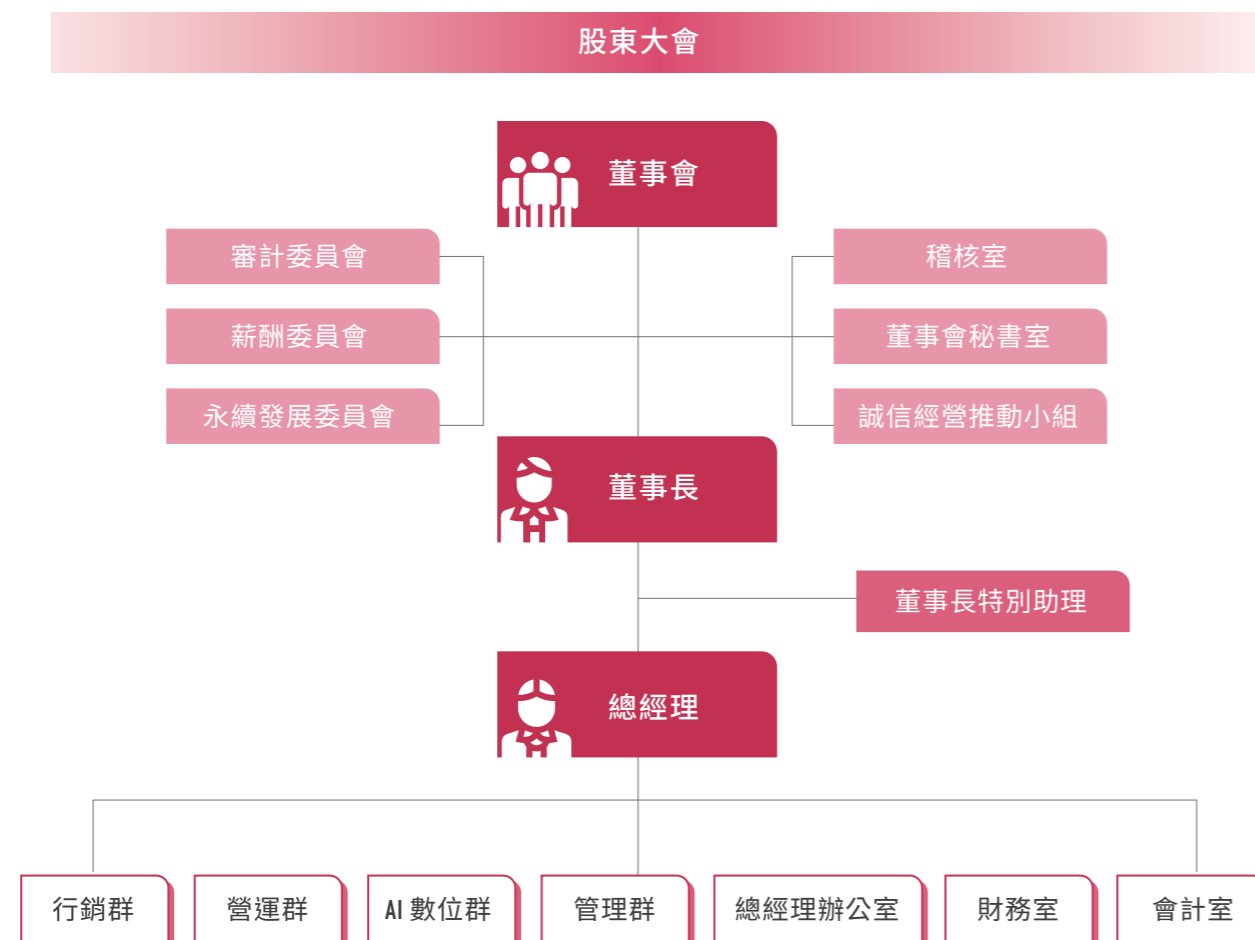 股東大會
董事會
審計委員會
稽核室
薪酬委員會
董事會秘書室
永續發展委員會
誠信經營推動小組
董事長
董事長特別助理
總經理
行銷群
營運群
AI 數位群
管理群
總經理辦公室
財務室
會計室